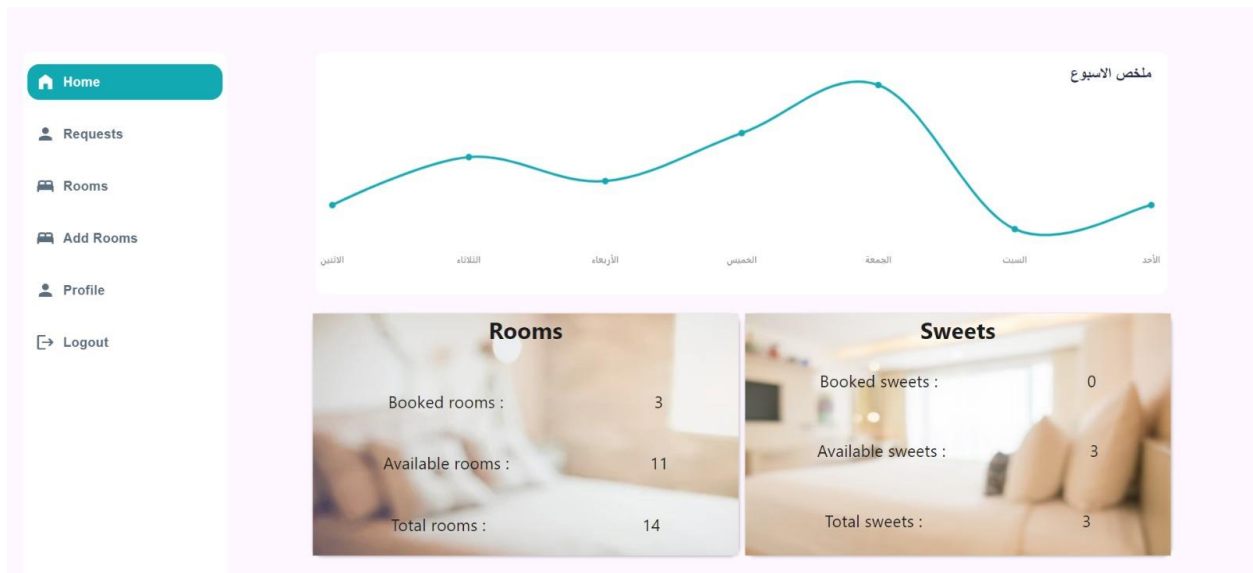 Home
Requests
Rooms
Add Rooms
Profile
Logout
ملخص الاسبوع
الاثنين
الثلاثاء
الأربعاء
الخميس
الجمعة
السبت
الأحد
Rooms
Booked rooms : 3
Available rooms : 11
Total rooms : 14
Sweets
Booked sweets : 0
Available sweets : 3
Total sweets : 3